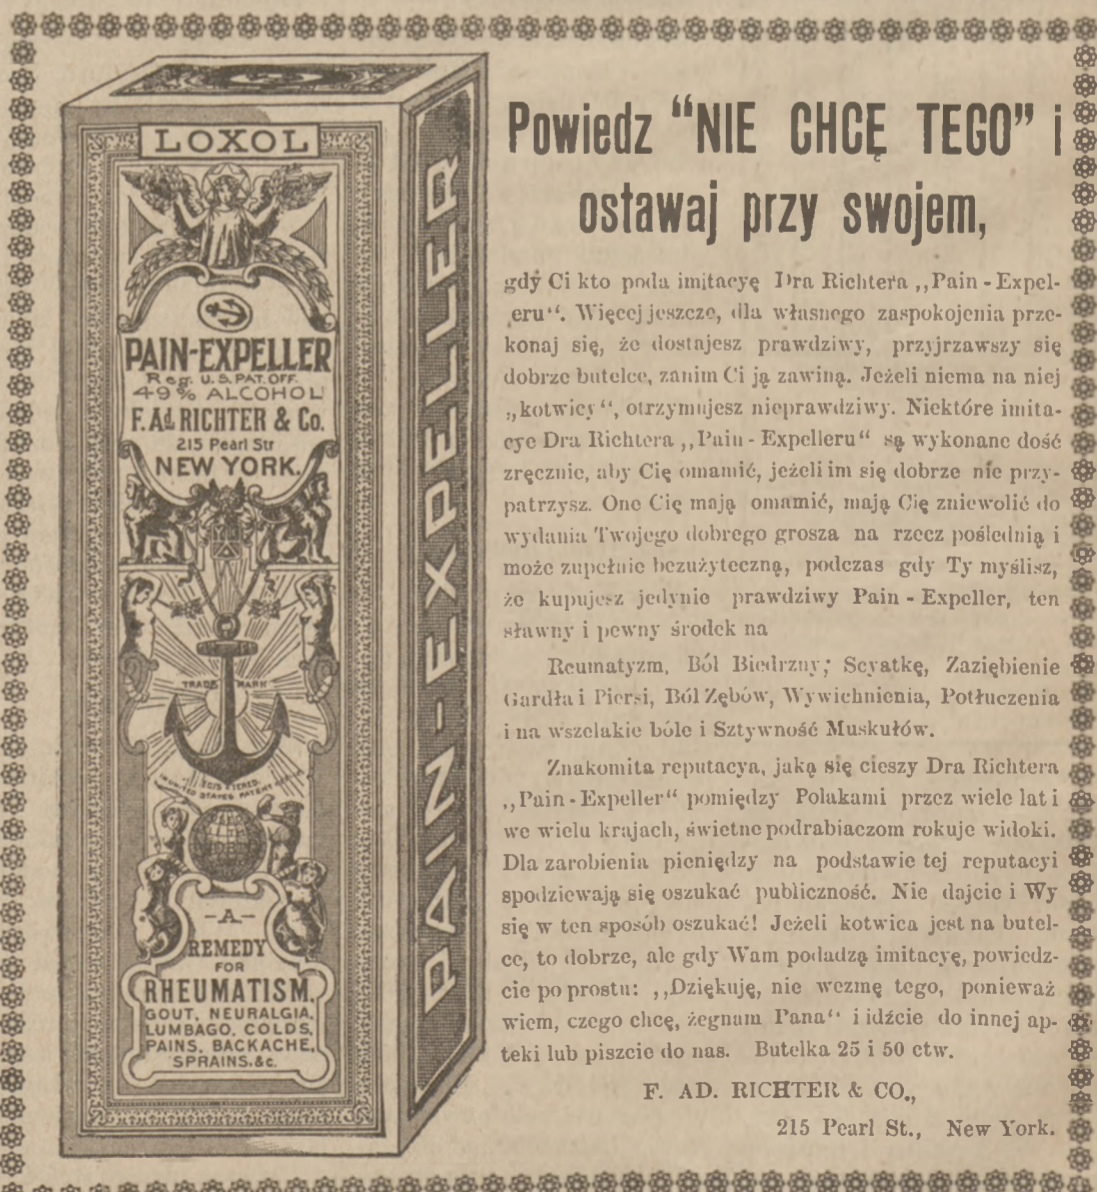 LOXOL
PAIN-EXPELLER
Reg. U. S. PAT. OFF.
49% ALCOHOL
F. Ad. RICHTER & Co.
215 Pearl Str
NEW YORK.
TRADE MARK
REGISTERED.
UNITED STATES PATENT
-A-
REMEDY
FOR
RHEUMATISM.
GOUT, NEURALGIA,
LUMBAGO, COLDS,
PAINS, BACKACHE,
SPRAINS.&c.
PAIN-EXPELLER
Powiedz “NIE CHCĘ TEGO” i
ostawaj przy swojem,
gdy Ci kto poda imitacyę Dra Richtera ,,Pain-Expel-
eru“. Więcej jeszcze, dla własnego zaspokojenia prze-
konaj się, że dostajesz prawdziwy, przyjrzawszy się
dobrze butelce, zanim Ci ją zawiną. Jeżeli niema na niej
„kotwicy“, otrzymujesz nieprawdziwy. Niektóre imita-
cye Dra Richtera ,,Pain-Expelleru“ są wykonane dość
zręcznie, aby Cię omamić, jeżeli im się dobrze nie przy-
patrzysz. One Cię mają omamić, mają Cię zniewolić do
wydania Twojego dobrego grosza na rzecz poślednią i
może zupełnie bezużyteczną, podczas gdy Ty myślisz,
że kupujesz jedynie prawdziwy Pain-Expeller, ten
sławny i pewny środek na
Reumatyzm, Ból Biedrzny; Scyatkę, Zaziębienie
Gardła i Piersi, Ból Zębów, Wywichnienia, Potłuczenia
i na wszelakie bóle i Sztywność Muskułów.
Znakomita reputacya, jaką się cieszy Dra Richtera
,,Pain-Expeller“ pomiędzy Polakami przez wiele lat i
we wielu krajach, świetne podrabiaczom rokuje widoki.
Dla zarobienia pieniędzy na podstawie tej reputacyi
spodziewają się oszukać publiczność. Nie dajcie i Wy
się w ten sposób oszukać! Jeżeli kotwica jest na butel-
ce, to dobrze, ale gdy Wam podadzą imitacyę, powiedz-
cie po prostu: ,,Dziękuję, nie wezmę tego, ponieważ
wiem, czego chcę, żegnam Pana“ i idźcie do innej ap-
teki lub piszcie do nas. Butelka 25 i 50 ctw.
F. AD. RICHTER & CO.,
215 Pearl St., New York.